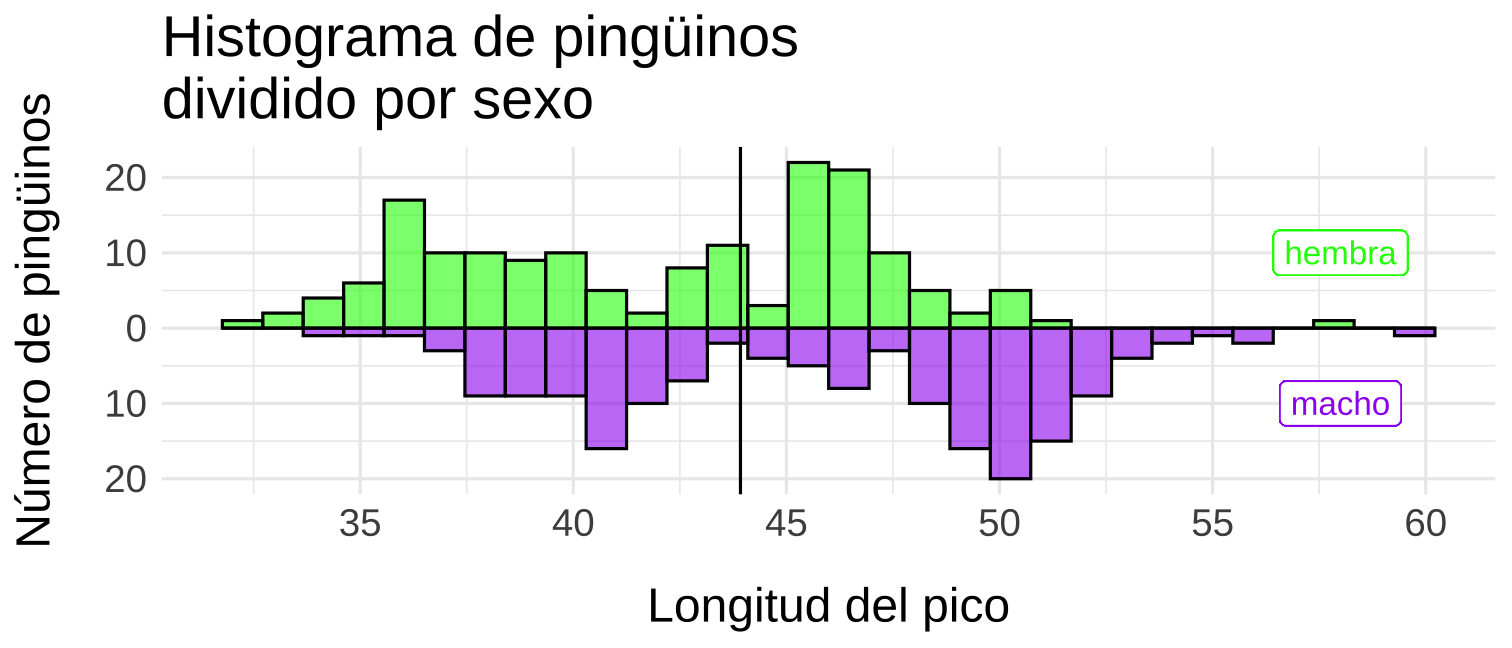 Histograma de pingüinos
dividido por sexo
Número de pingüinos
20
10
0
10
20
hembra
macho
35 40 45 50 55 60
Longitud del pico